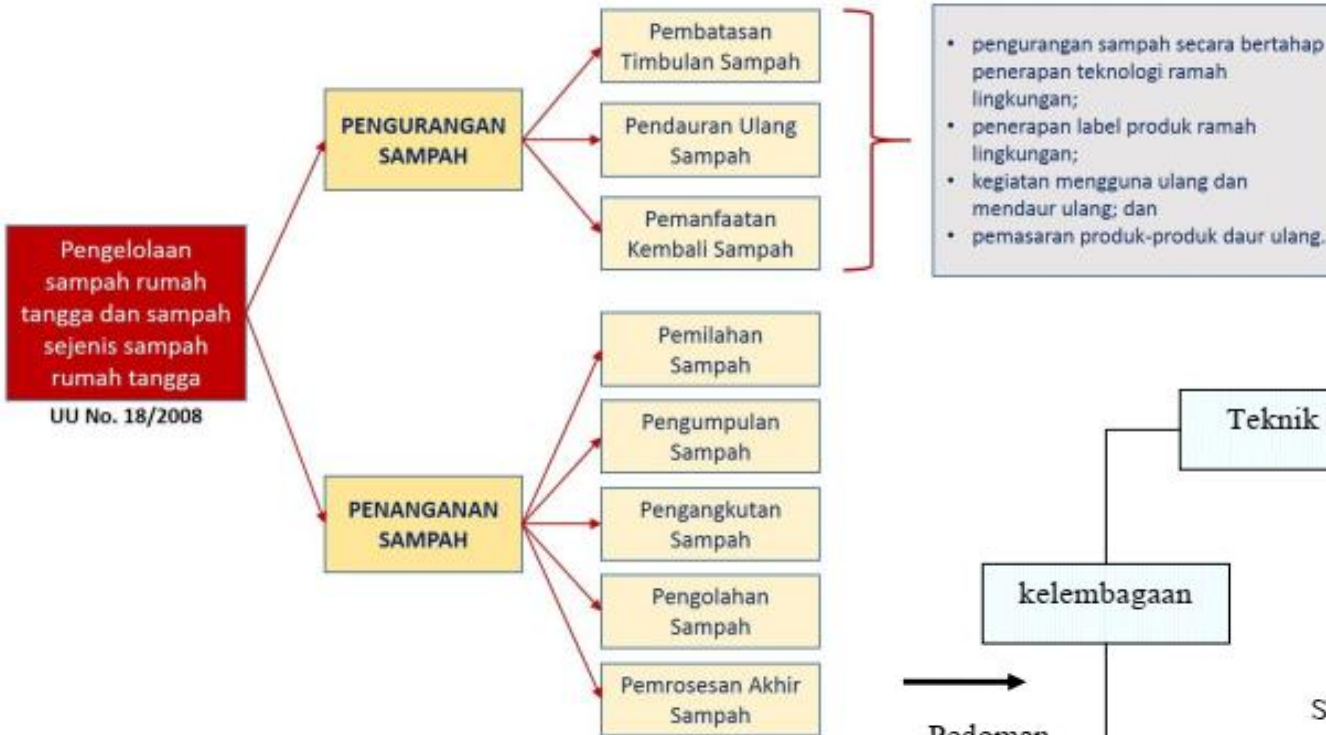 Pengelolaan
sampah rumah
tangga dan sampah
sejenis sampah
rumah tangga
UU No. 18/2008
PENGURANGAN
SAMPAH
Pembatasan
Timbulan Sampah
Pendauran Ulang
Sampah
Pemanfaatan
Kembali Sampah
• pengurangan sampah secara bertahap
penerapan teknologi ramah
lingkungan;
• penerapan label produk ramah
lingkungan;
• kegiatan mengguna ulang dan
mendaur ulang; dan
• pemasaran produk-produk daur ulang.
PENANGANAN
SAMPAH
Pemilahan
Sampah
Pengumpulan
Sampah
Pengangkutan
Sampah
Pengolahan
Sampah
Pemrosesan Akhir
Sampah
Teknik
kelembagaan
S